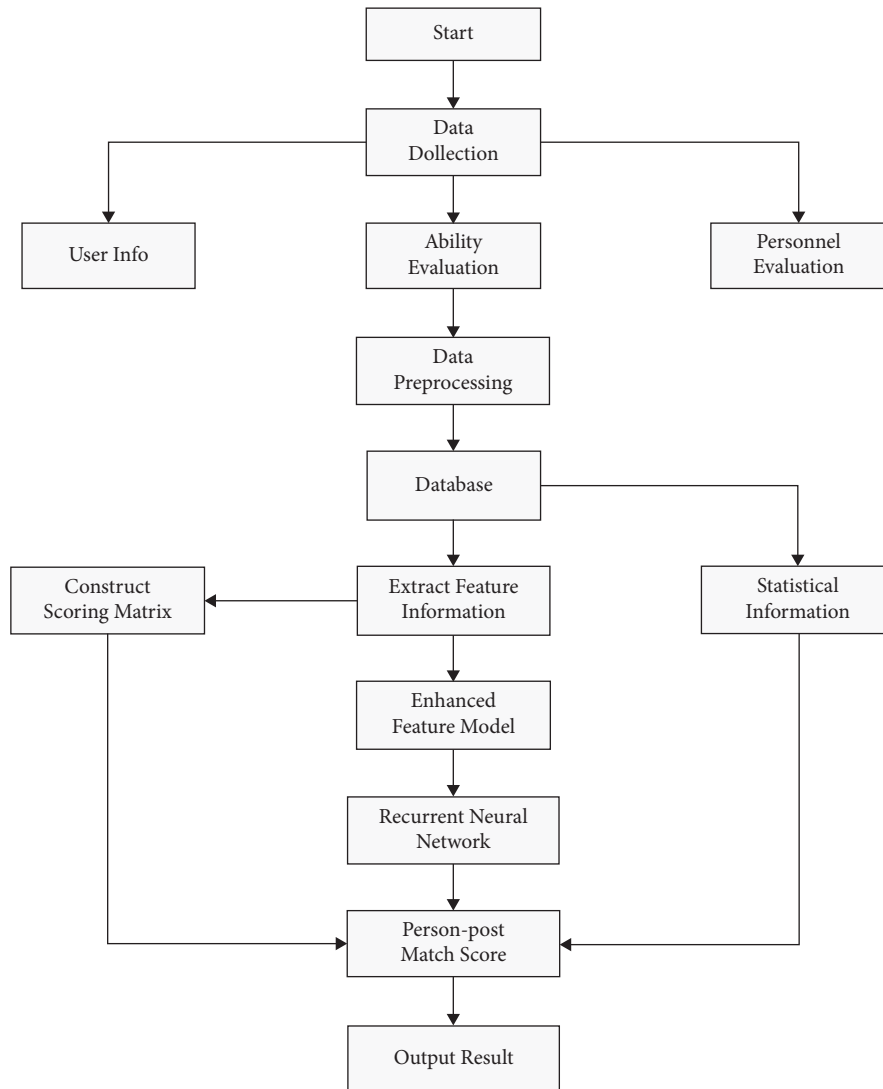 Start
Data
Dollection
User Info
Ability
Evaluation
Personnel
Evaluation
Data
Preprocessing
Database
Construct
Scoring Matrix
Extract Feature
Information
Statistical
Information
Enhanced
Feature Model
Recurrent Neural
Network
Person-post
Match Score
Output Result